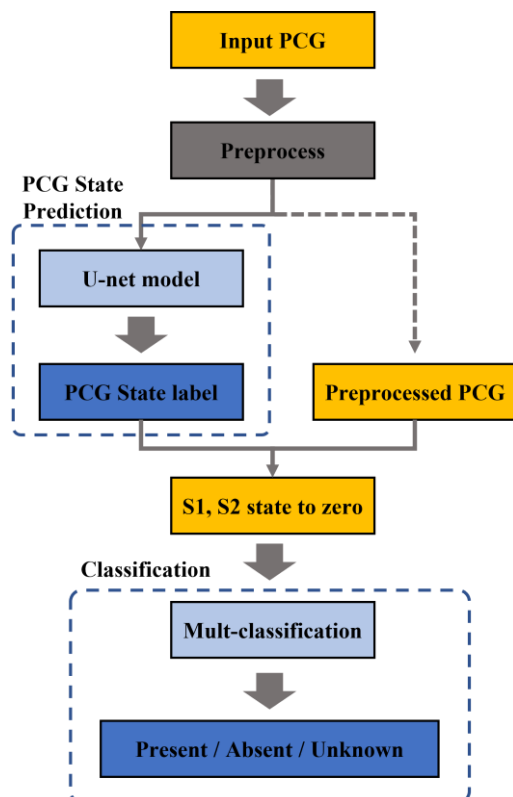 Input PCG
Preprocess
PCG State
Prediction
U-net model
PCG State label
Preprocessed PCG
S1, S2 state to zero
Classification
Mult-classification
Present / Absent / Unknown